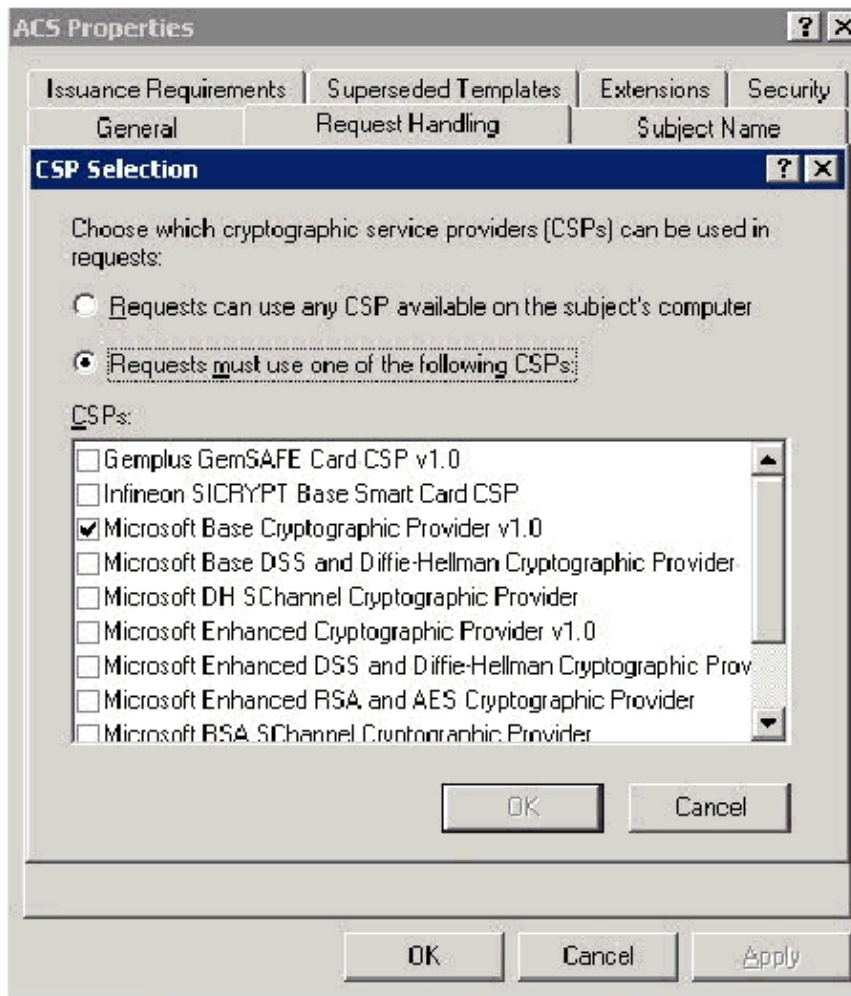 ACS Properties
Issuance Requirements Superseded Templates Extensions Security
General Request Handling Subject Name
CSP Selection
Choose which cryptographic service providers (CSPs) can be used in
requests:
Requests can use any CSP available on the subject's computer
Requests must use one of the following CSPs:
CSPs:
Gemplus GemSAFE Card CSP v1.0
Infineon SICRYPT Base Smart Card CSP
Microsoft Base Cryptographic Provider v1.0
Microsoft Base DSS and Diffie-Hellman Cryptographic Provider
Microsoft DH SChannel Cryptographic Provider
Microsoft Enhanced Cryptographic Provider v1.0
Microsoft Enhanced DSS and Diffie-Hellman Cryptographic Prov
Microsoft Enhanced RSA and AES Cryptographic Provider
Microsoft RSA SChannel Cryptographic Provider
OK Cancel
OK Cancel Apply